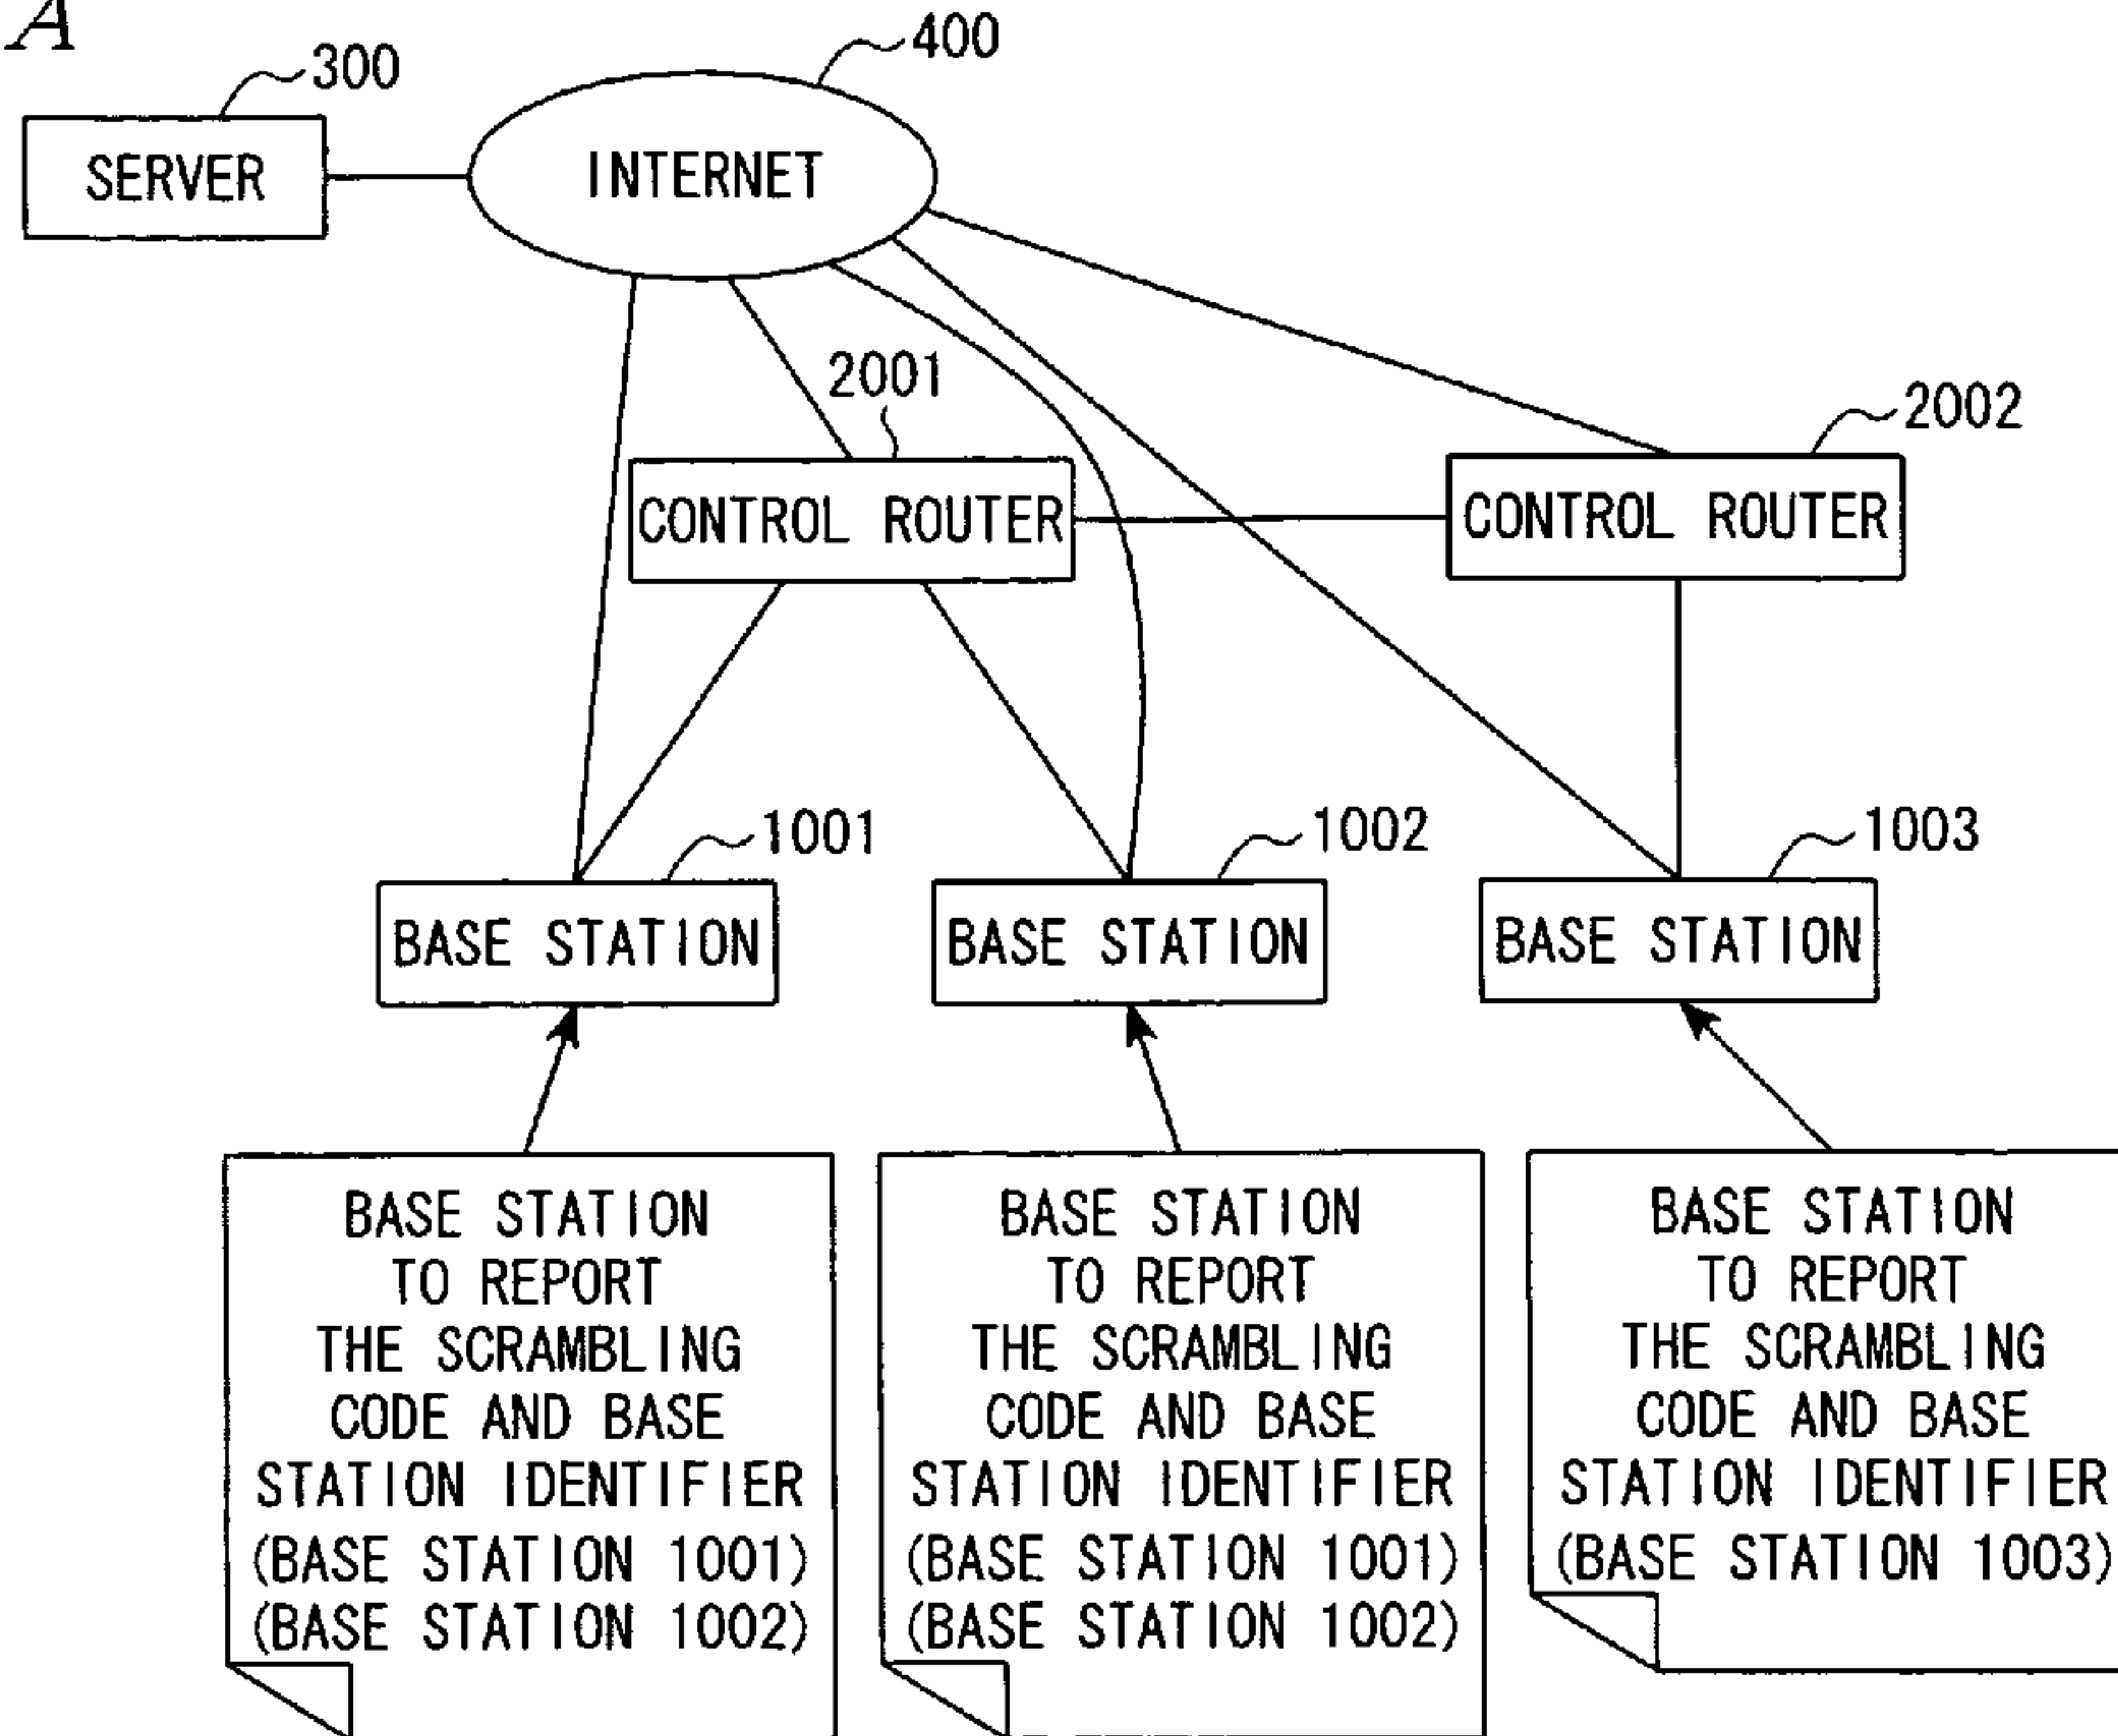 A
400
300
SERVER
INTERNET
2001
2002
CONTROL ROUTER
CONTROL ROUTER
1001
1002
1003
BASE STATION
BASE STATION
BASE STATION
BASE STATION
TO REPORT
THE SCRAMBLING
CODE AND BASE
STATION IDENTIFIER
(BASE STATION 1001)
(BASE STATION 1002)
BASE STATION
TO REPORT
THE SCRAMBLING
CODE AND BASE
STATION IDENTIFIER
(BASE STATION 1001)
(BASE STATION 1002)
BASE STATION
TO REPORT
THE SCRAMBLING
CODE AND BASE
STATION IDENTIFIER
(BASE STATION 1003)